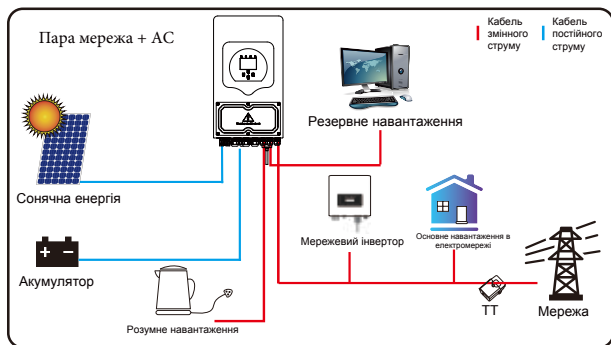 Пара мережа + AC
Кабель
змінного
струму
Кабель
постійного
струму
Резервне навантаження
Сонячна енергія
Мережевий інвертор
Основне навантаження в
електромережі
Акумулятор
ТТ
Мережа
Розумне навантаження